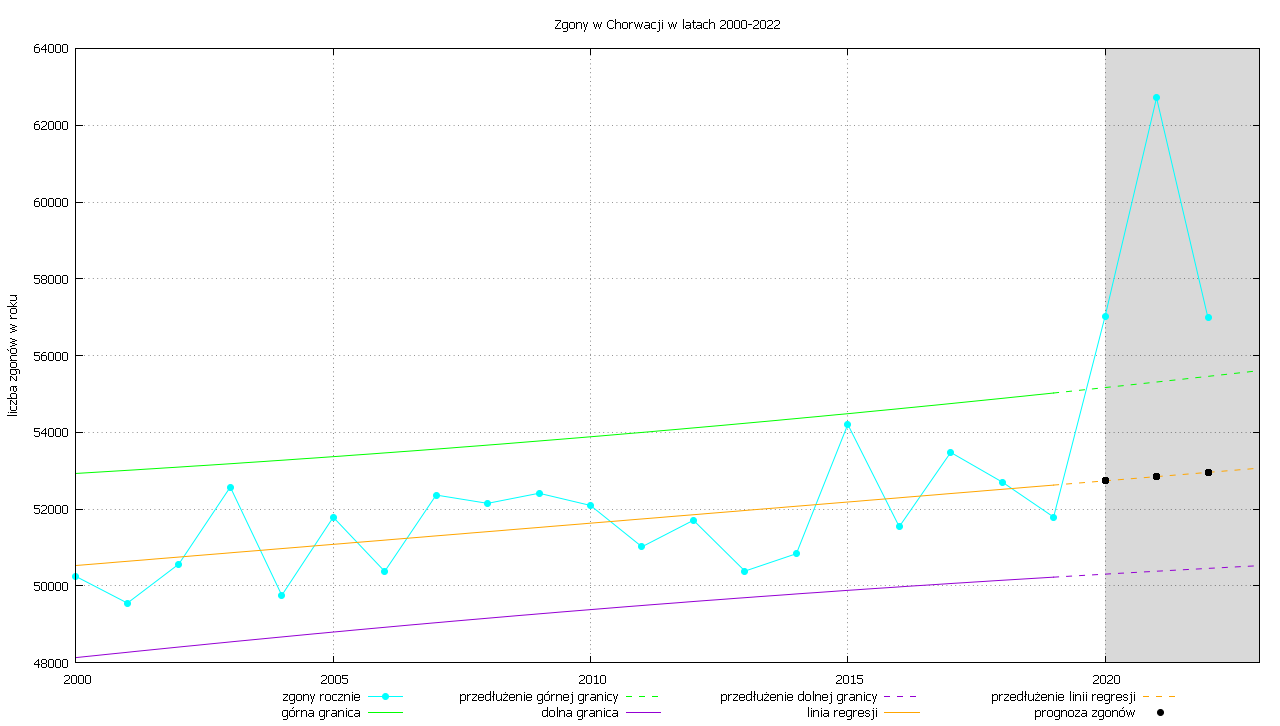 Zgony w Chorwacji w latach 2000-2022
64000
62000
60000
58000
56000
54000
52000
50000
48000
liczba zgonów w roku
2000 2005 2010 2015 2020
zgony rocznie przedłużenie górnej granicy przedłużenie dolnej granicy przedłużenie linii regresji
górna granica dolna granica linia regresji prognoza zgonów